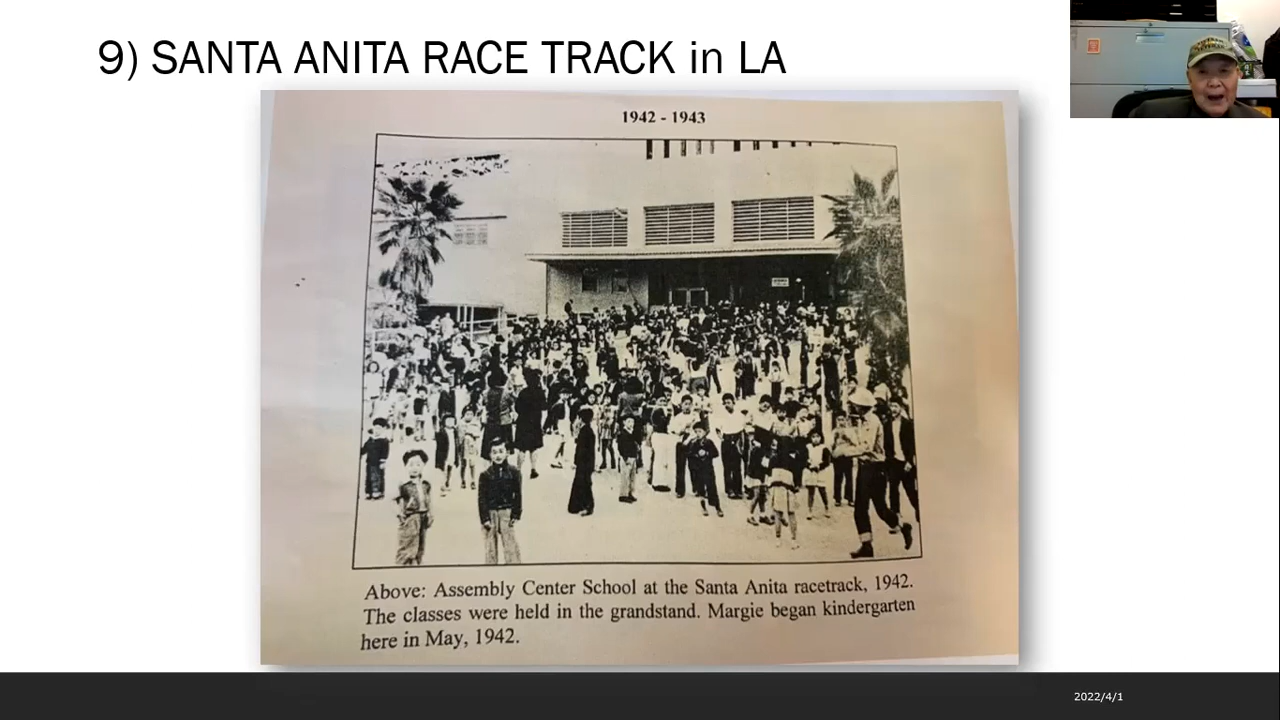 9) SANTA ANITA RACE TRACK in LA
1942 - 1943
Above: Assembly Center School at the Santa Anita racetrack, 1942.
The classes were held in the grandstand. Margie began kindergarten
here in May, 1942.
2022/4/1